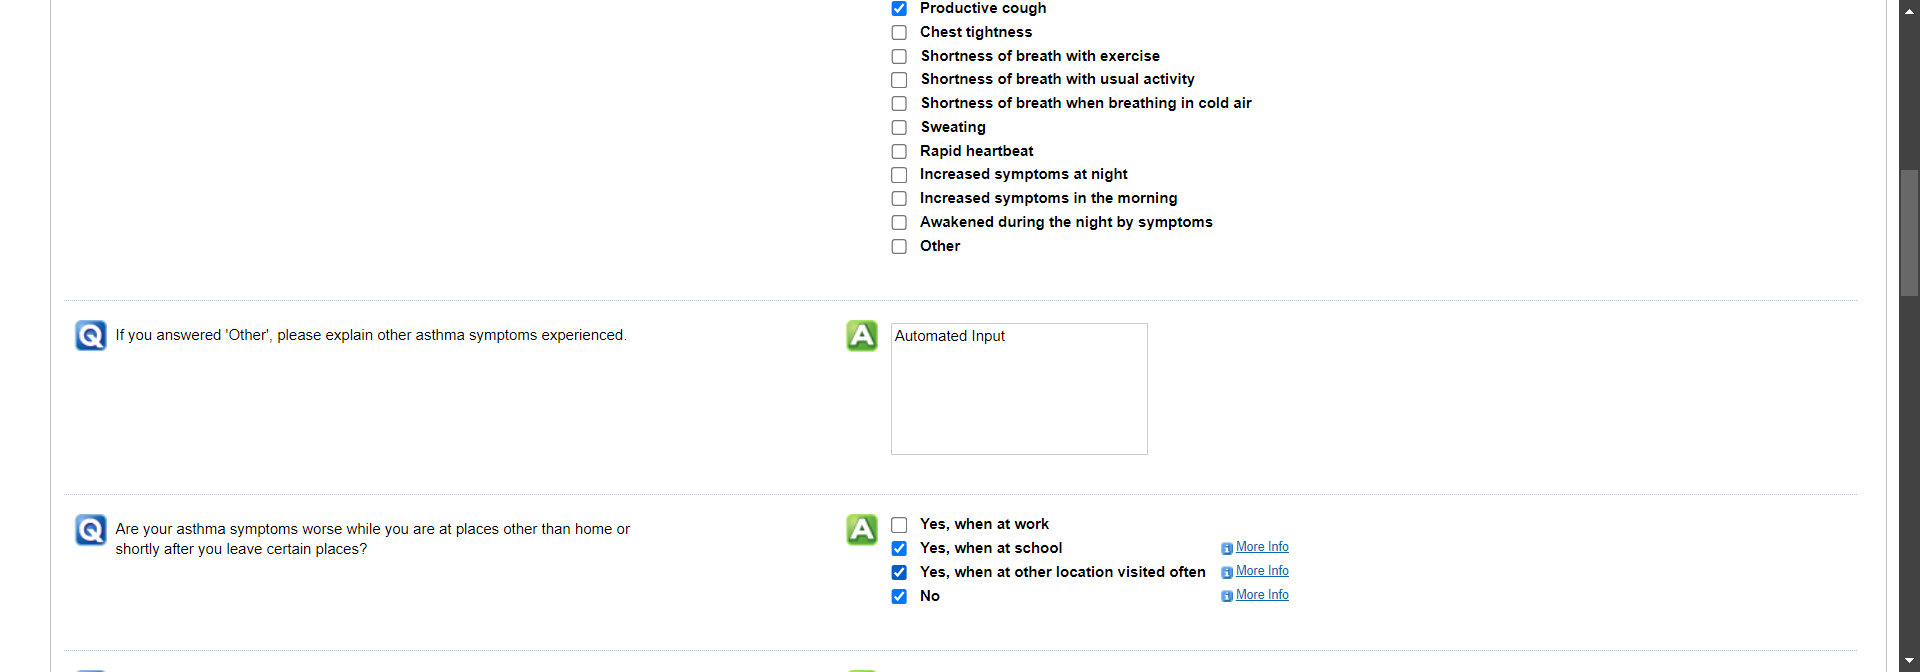 Productive cough
Chest tightness
Shortness of breath with exercise
Shortness of breath with usual activity
Shortness of breath when breathing in cold air
Sweating
Rapid heartbeat
Increased symptoms at night
Increased symptoms in the morning
Awakened during the night by symptoms
Other
Q If you answered 'Other', please explain other asthma symptoms experienced.
A Automated Input
Q Are your asthma symptoms worse while you are at places other than home or
shortly after you leave certain places?
A Yes, when at work
Yes, when at school More Info
Yes, when at other location visited often More Info
No More Info